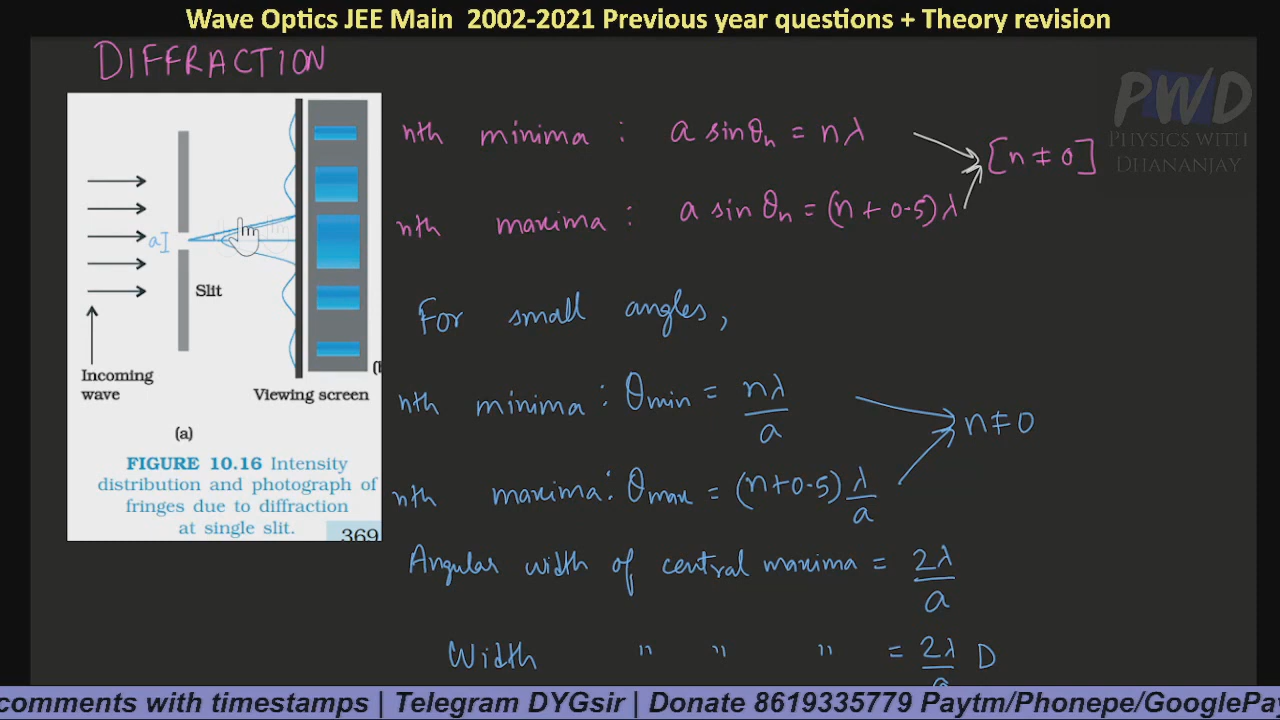 Wave Optics JEE Main 2002-2021 Previous year questions + Theory revision
DIFFRACTION
PWD
PHYSICS WITH
DHANANJAY
nth minima : a sinθn = nλ
[n ≠ 0]
nth maxima : a sin θn = (n + 0.5) λ
a
Slit
Incoming
wave
Viewing screen
(a)
(b
FIGURE 10.16 Intensity
distribution and photograph of
fringes due to diffraction
at single slit.
369
For small angles,
nth minima : θmin = nλ/a
n ≠ 0
nth maxima : θmax = (n+0.5) λ/a
Angular width of central maxima = 2λ/a
Width " " " = 2λ/a D
comments with timestamps | Telegram DYGsir | Donate 8619335779 Paytm/Phonepe/GooglePay